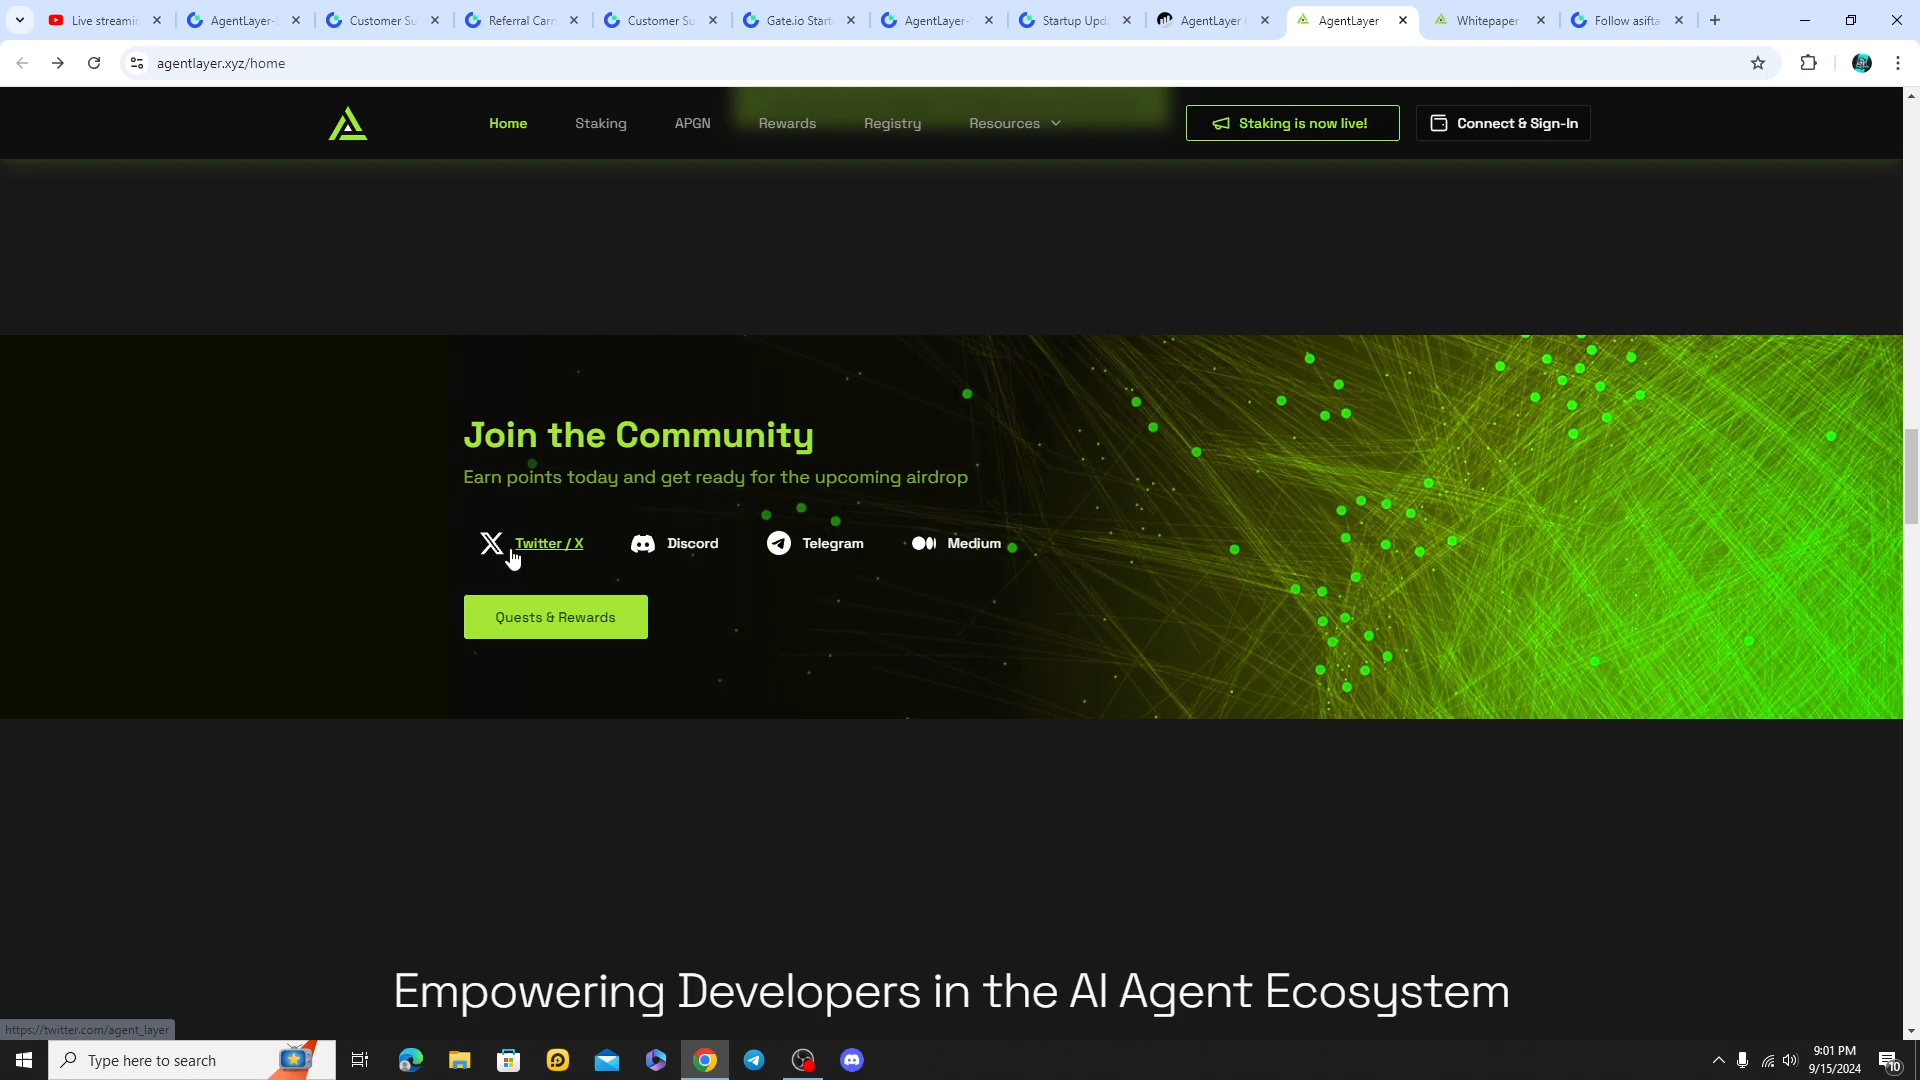 Live streamin
AgentLayer-S
Customer Su
Referral Carn
Customer Su
Gate.io Start
AgentLayer-
Startup Upda
AgentLayer
AgentLayer
Whitepaper
Follow asifta
agentlayer.xyz/home
Home
Staking
APGN
Rewards
Registry
Resources
Staking is now live!
Connect & Sign-In
Join the Community
Earn points today and get ready for the upcoming airdrop
Twitter / X
Discord
Telegram
Medium
Quests & Rewards
Empowering Developers in the AI Agent Ecosystem
https://twitter.com/agent_layer
Type here to search
9:01 PM
9/15/2024
10